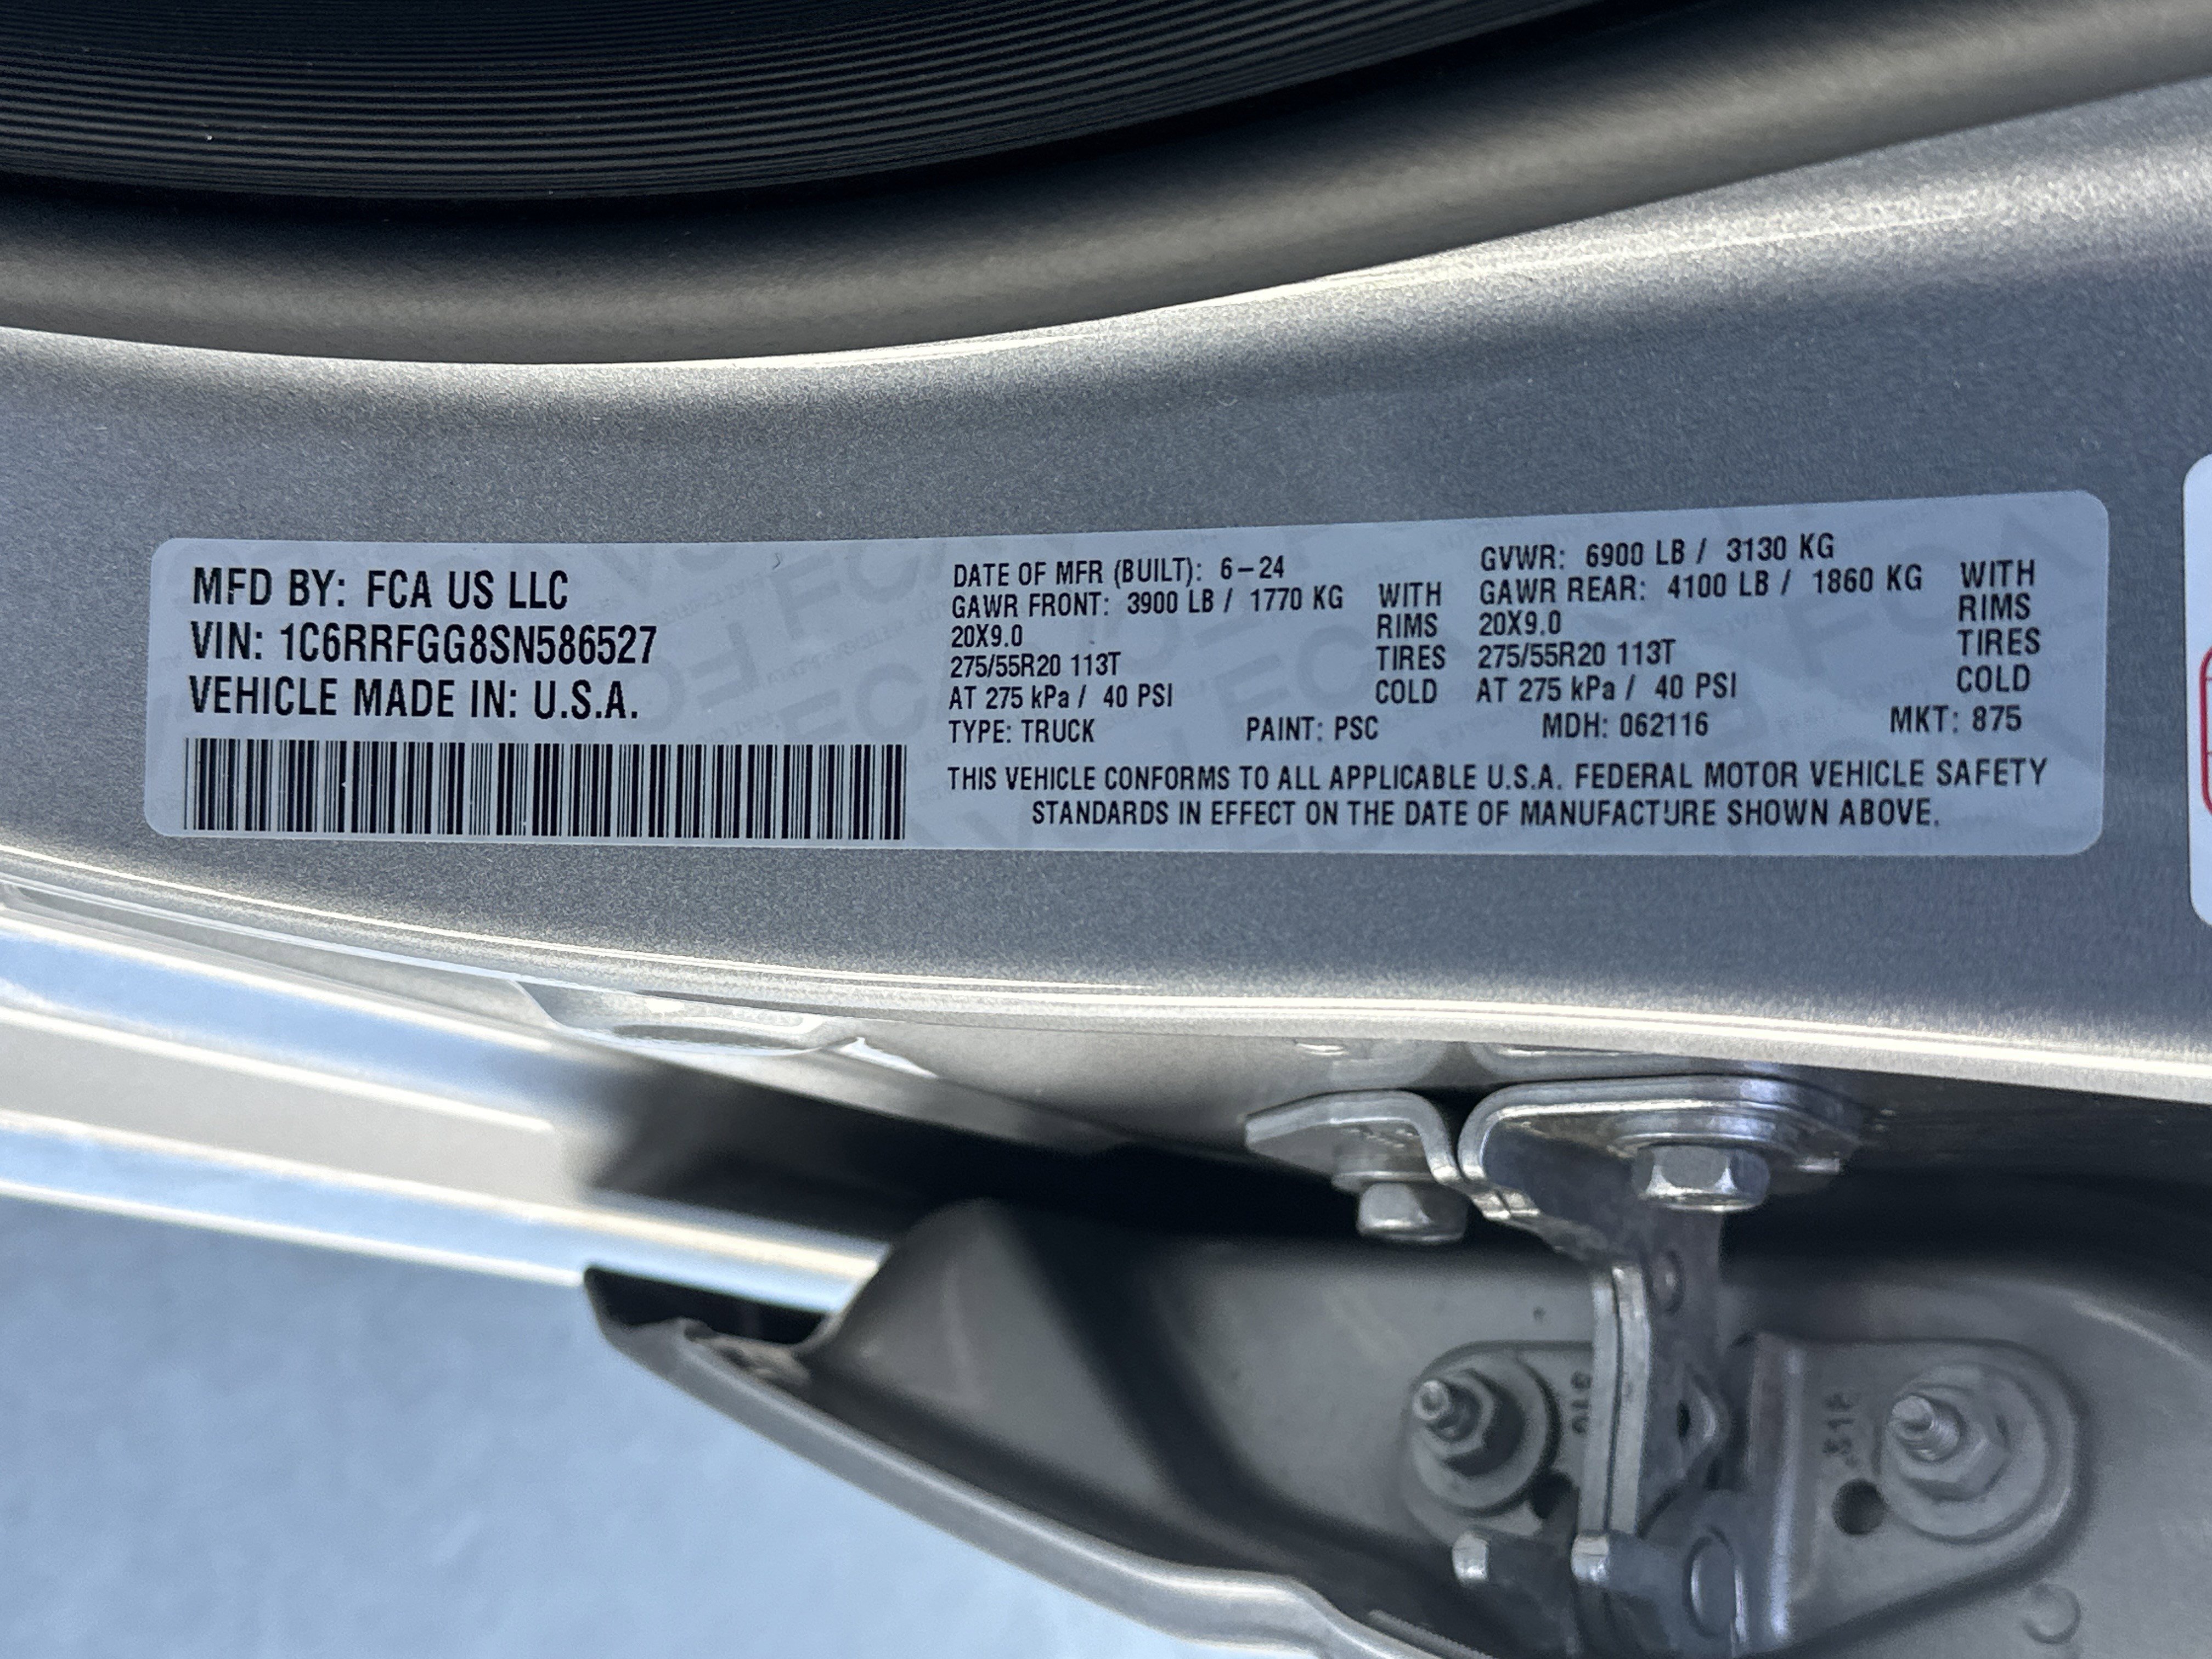 MFD BY: FCA US LLC
VIN: 1C6RRFGG8SN586527
VEHICLE MADE IN: U.S.A.
DATE OF MFR (BUILT): 6-24
GAWR FRONT: 3900 LB / 1770 KG WITH
20X9.0 RIMS
275/55R20 113T TIRES
AT 275 kPa / 40 PSI COLD
GVWR: 6900 LB / 3130 KG
GAWR REAR: 4100 LB / 1860 KG WITH
20X9.0 RIMS
275/55R20 113T TIRES
AT 275 kPa / 40 PSI COLD
TYPE: TRUCK PAINT: PSC MDH: 062116 MKT: 875
THIS VEHICLE CONFORMS TO ALL APPLICABLE U.S.A. FEDERAL MOTOR VEHICLE SAFETY
STANDARDS IN EFFECT ON THE DATE OF MANUFACTURE SHOWN ABOVE.